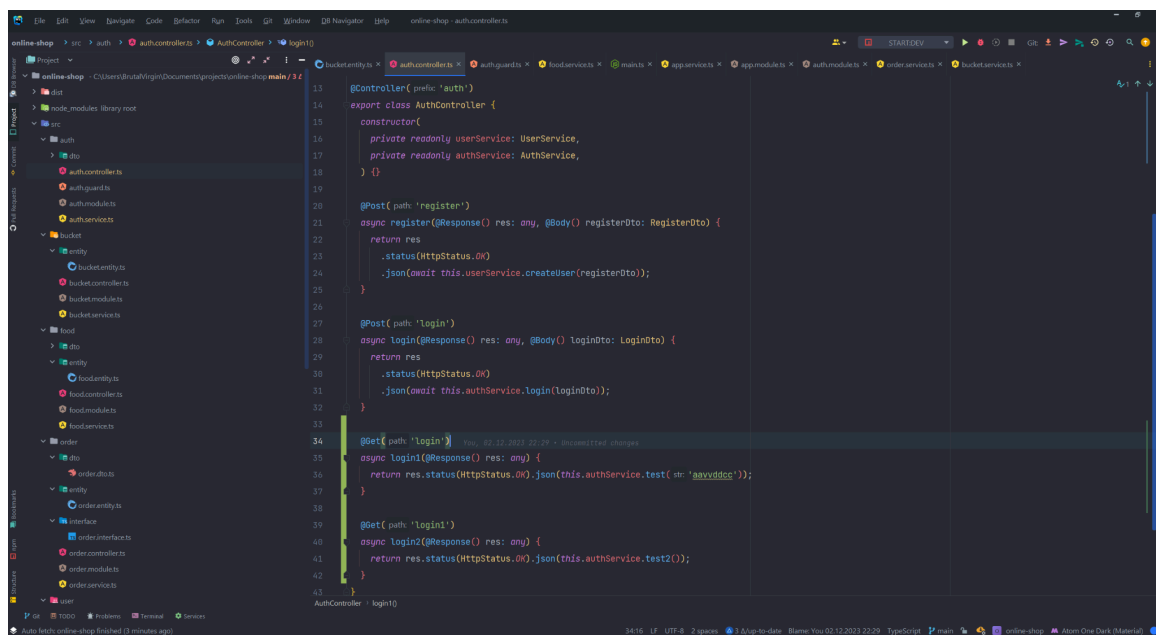 File Edit View Navigate Code Refactor Run Tools Git Window DB Navigator Help online-shop - auth.controller.ts
online-shop > src > auth > auth.controller.ts > AuthController > login1() START:DEV Git:
Project
bucket.entity.ts × auth.controller.ts × auth.guard.ts × food.service.ts × main.ts × app.service.ts × app.module.ts × auth.module.ts × order.service.ts × bucket.service.ts ×
DB Browser
Project
Commit
Pull Requests
Bookmarks
npm
Structure
online-shop - C:\Users\BrutalVirgin\Documents\projects\online-shop main / 3 Δ
dist
node_modules library root
src
auth
dto
auth.controller.ts
auth.guard.ts
auth.module.ts
auth.service.ts
bucket
entity
bucket.entity.ts
bucket.controller.ts
bucket.module.ts
bucket.service.ts
food
dto
entity
food.entity.ts
food.controller.ts
food.module.ts
food.service.ts
order
dto
order.dto.ts
entity
order.entity.ts
interface
order.interface.ts
order.controller.ts
order.module.ts
order.service.ts
user
13 @Controller( prefix: 'auth')
14 export class AuthController {
15 constructor(
16 private readonly userService: UserService,
17 private readonly authService: AuthService,
18 ) {}
19
20 @Post( path: 'register')
21 async register(@Response() res: any, @Body() registerDto: RegisterDto) {
22 return res
23 .status(HttpStatus.OK)
24 .json(await this.userService.createUser(registerDto));
25 }
26
27 @Post( path: 'login')
28 async login(@Response() res: any, @Body() loginDto: LoginDto) {
29 return res
30 .status(HttpStatus.OK)
31 .json(await this.authService.login(loginDto));
32 }
33
34 @Get( path: 'login') You, 02.12.2023 22:29 • Uncommitted changes
35 async login1(@Response() res: any) {
36 return res.status(HttpStatus.OK).json(this.authService.test( str: 'aavvddcc'));
37 }
38
39 @Get( path: 'login1')
40 async login2(@Response() res: any) {
41 return res.status(HttpStatus.OK).json(this.authService.test2());
42 }
43 }
AuthController > login1()
Git TODO Problems Terminal Services
Auto fetch: online-shop finished (3 minutes ago) 34:16 LF UTF-8 2 spaces 3 Δ/up-to-date Blame: You 02.12.2023 22:29 TypeScript main online-shop Atom One Dark (Material)